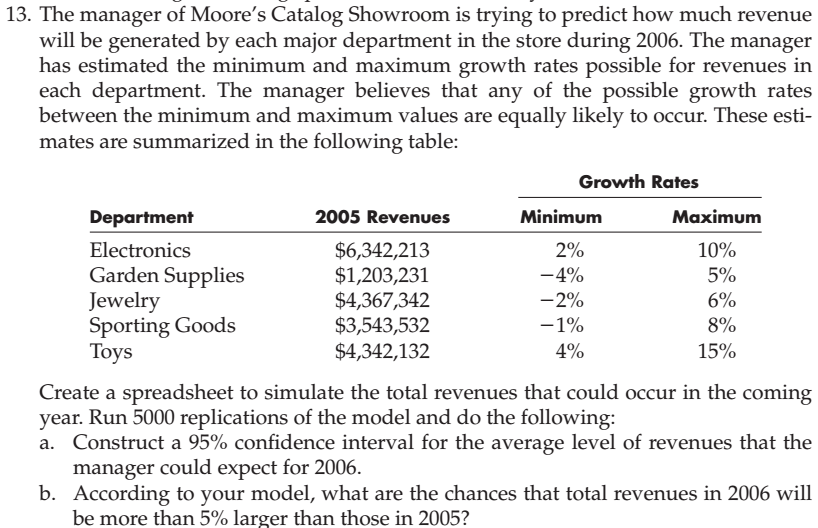 13. The manager of Moore’s Catalog Showroom is trying to predict how much revenue
will be generated by each major department in the store during 2006. The manager
has estimated the minimum and maximum growth rates possible for revenues in
each department. The manager believes that any of the possible growth rates
between the minimum and maximum values are equally likely to occur. These esti-
mates are summarized in the following table:
Growth Rates
Department 2005 Revenues Minimum Maximum
Electronics $6,342,213 2% 10%
Garden Supplies $1,203,231 −4% 5%
Jewelry $4,367,342 −2% 6%
Sporting Goods $3,543,532 −1% 8%
Toys $4,342,132 4% 15%
Create a spreadsheet to simulate the total revenues that could occur in the coming
year. Run 5000 replications of the model and do the following:
a. Construct a 95% confidence interval for the average level of revenues that the
manager could expect for 2006.
b. According to your model, what are the chances that total revenues in 2006 will
be more than 5% larger than those in 2005?